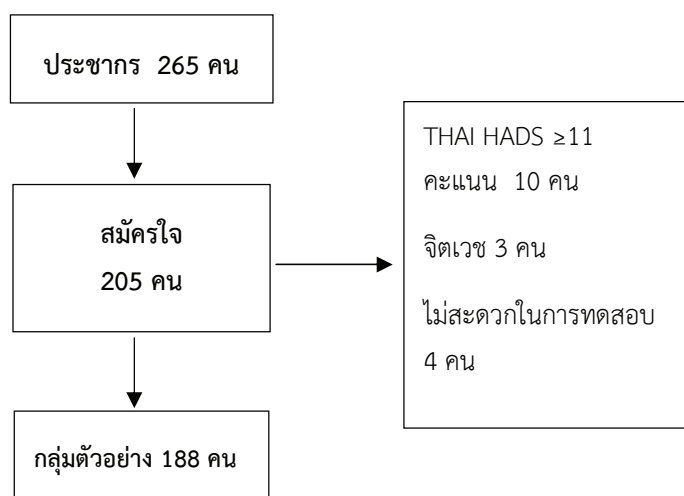 ประชากร 265 คน
สมัครใจ
205 คน
THAI HADS ≥11
คะแนน 10 คน
จิตเวช 3 คน
ไม่สะดวกในการทดสอบ
4 คน
กลุ่มตัวอย่าง 188 คน